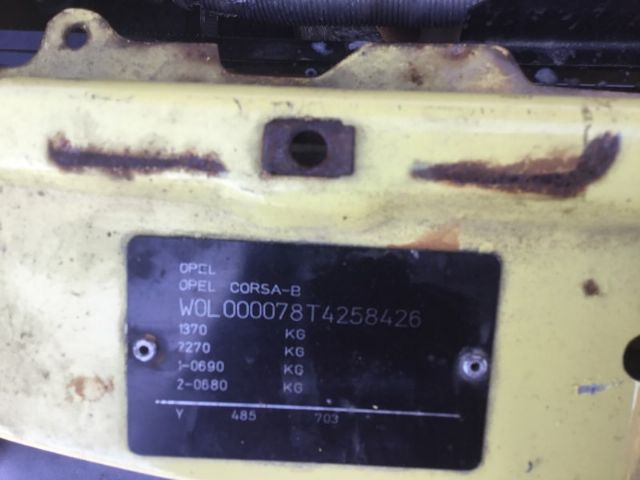 OPEL
OPEL CORSA-B
W0L000078T4258426
1370 KG
2270 KG
1-0690 KG
2-0680 KG
Y 485 703